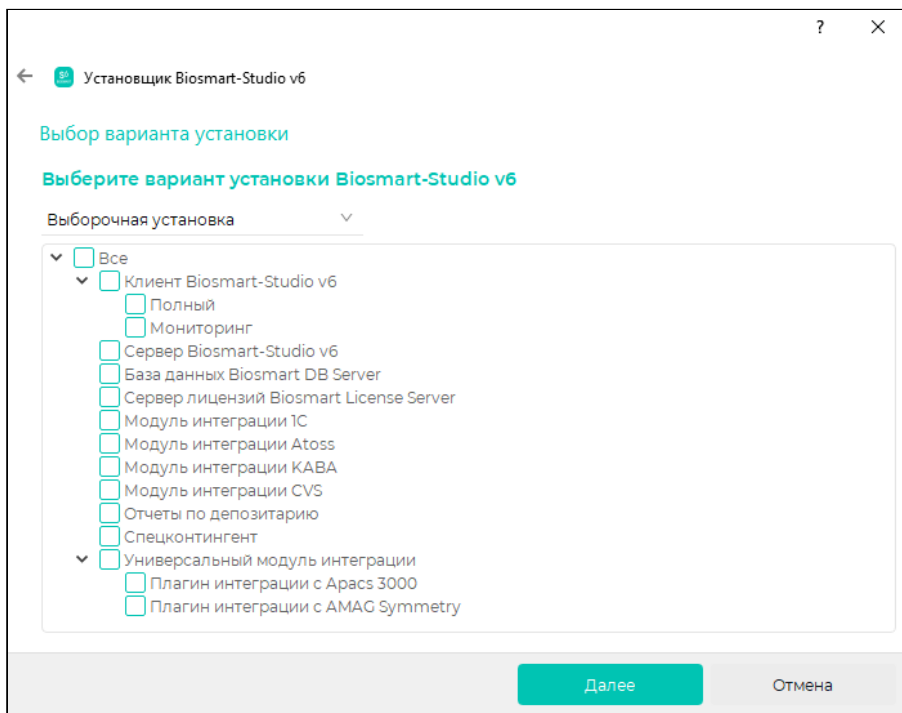 ?
Установщик Biosmart-Studio v6
Выбор варианта установки
Выберите вариант установки Biosmart-Studio v6
Выборочная установка
Все
Клиент Biosmart-Studio v6
Полный
Мониторинг
Сервер Biosmart-Studio v6
База данных Biosmart DB Server
Сервер лицензий Biosmart License Server
Модуль интеграции 1С
Модуль интеграции Atoss
Модуль интеграции KABA
Модуль интеграции CVS
Отчеты по депозитарию
Спецконтингент
Универсальный модуль интеграции
Плагин интеграции с Apacs 3000
Плагин интеграции с AMAG Symmetry
Далее Отмена